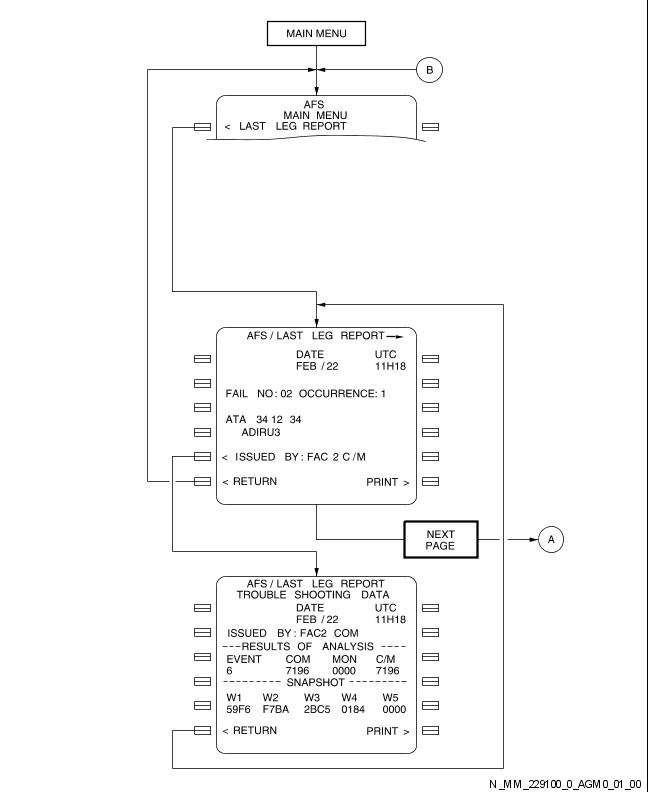 MAIN MENU
B
AFS
MAIN MENU
< LAST LEG REPORT
AFS / LAST LEG REPORT
DATE UTC
FEB / 22 11H18
FAIL NO : 02 OCCURRENCE : 1
ATA 34 12 34
ADIRU3
< ISSUED BY : FAC 2 C / M
< RETURN PRINT >
NEXT
PAGE
A
AFS / LAST LEG REPORT
TROUBLE SHOOTING DATA
DATE UTC
FEB / 22 11H18
ISSUED BY : FAC2 COM
---RESULTS OF ANALYSIS ----
EVENT COM MON C/M
6 7196 0000 7196
--------- SNAPSHOT ---------
W1 W2 W3 W4 W5
59F6 F7BA 2BC5 0184 0000
< RETURN PRINT >
N_MM_229100_0_AGM0_01_00